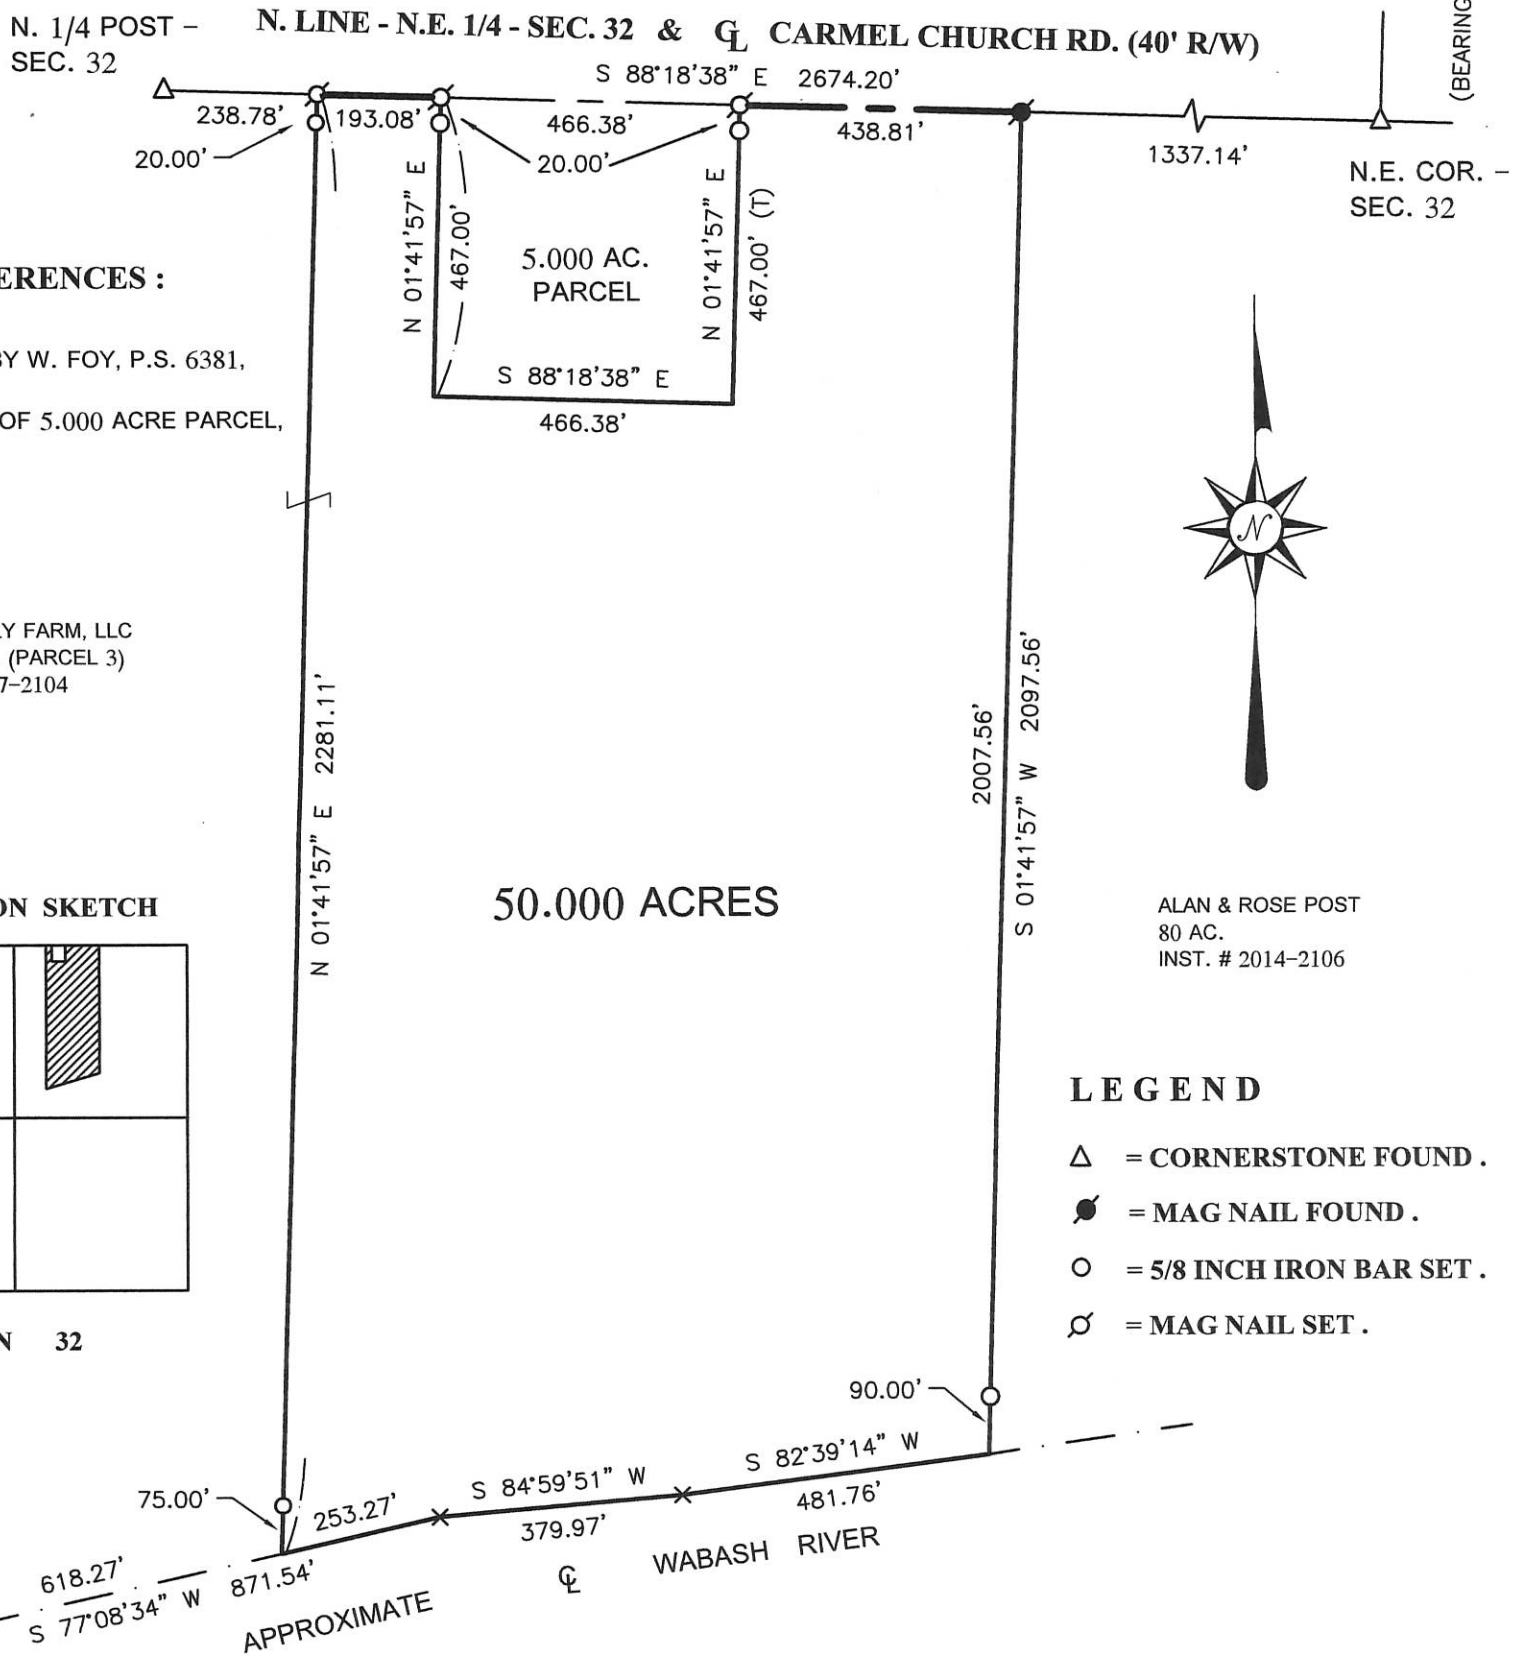 N. 1/4 POST –
SEC. 32
N. LINE - N.E. 1/4 - SEC. 32 & ℄ CARMEL CHURCH RD. (40' R/W)
(BEARING
S 88°18'38" E 2674.20'
238.78'
193.08'
466.38'
438.81'
1337.14'
20.00'
20.00'
N.E. COR. –
SEC. 32
N 01°41'57" E
467.00'
N 01°41'57" E
467.00' (T)
5.000 AC.
PARCEL
S 88°18'38" E
466.38'
ERENCES :
BY W. FOY, P.S. 6381,
OF 5.000 ACRE PARCEL,
LY FARM, LLC
(PARCEL 3)
7-2104
N 01°41'57" E 2281.11'
2007.56'
S 01°41'57" W 2097.56'
N
50.000 ACRES
ALAN & ROSE POST
80 AC.
INST. # 2014-2106
ON SKETCH
N 32
LEGEND
△ = CORNERSTONE FOUND .
= MAG NAIL FOUND .
○ = 5/8 INCH IRON BAR SET .
= MAG NAIL SET .
90.00'
75.00'
253.27'
S 84°59'51" W
379.97'
S 82°39'14" W
481.76'
618.27'
S 77°08'34" W 871.54'
APPROXIMATE ℄ WABASH RIVER